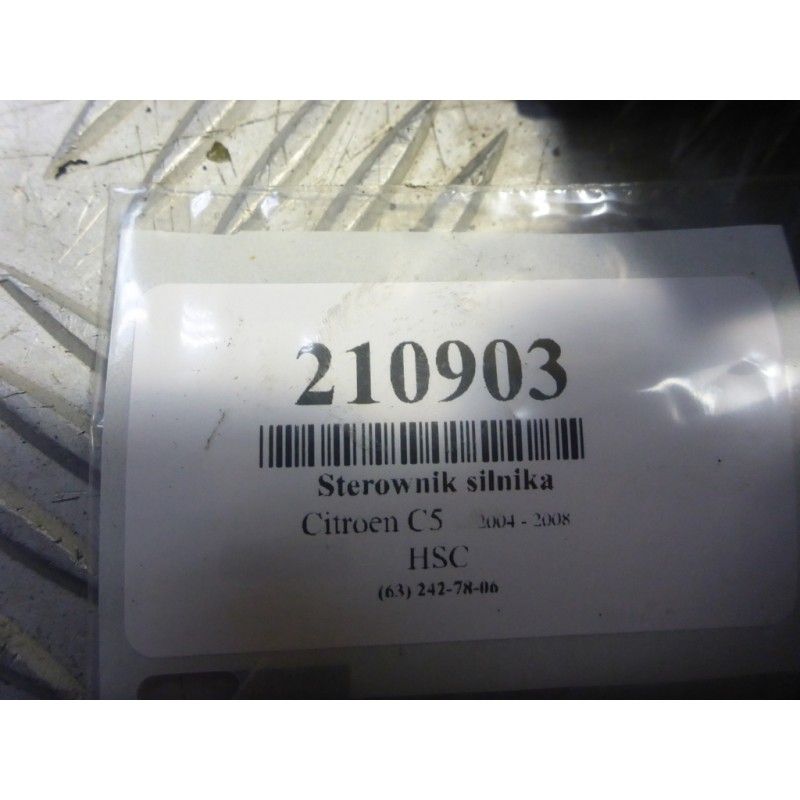 210903
Sterownik silnika
Citroen C5 2004 - 2008
HSC
(63) 242-78-06